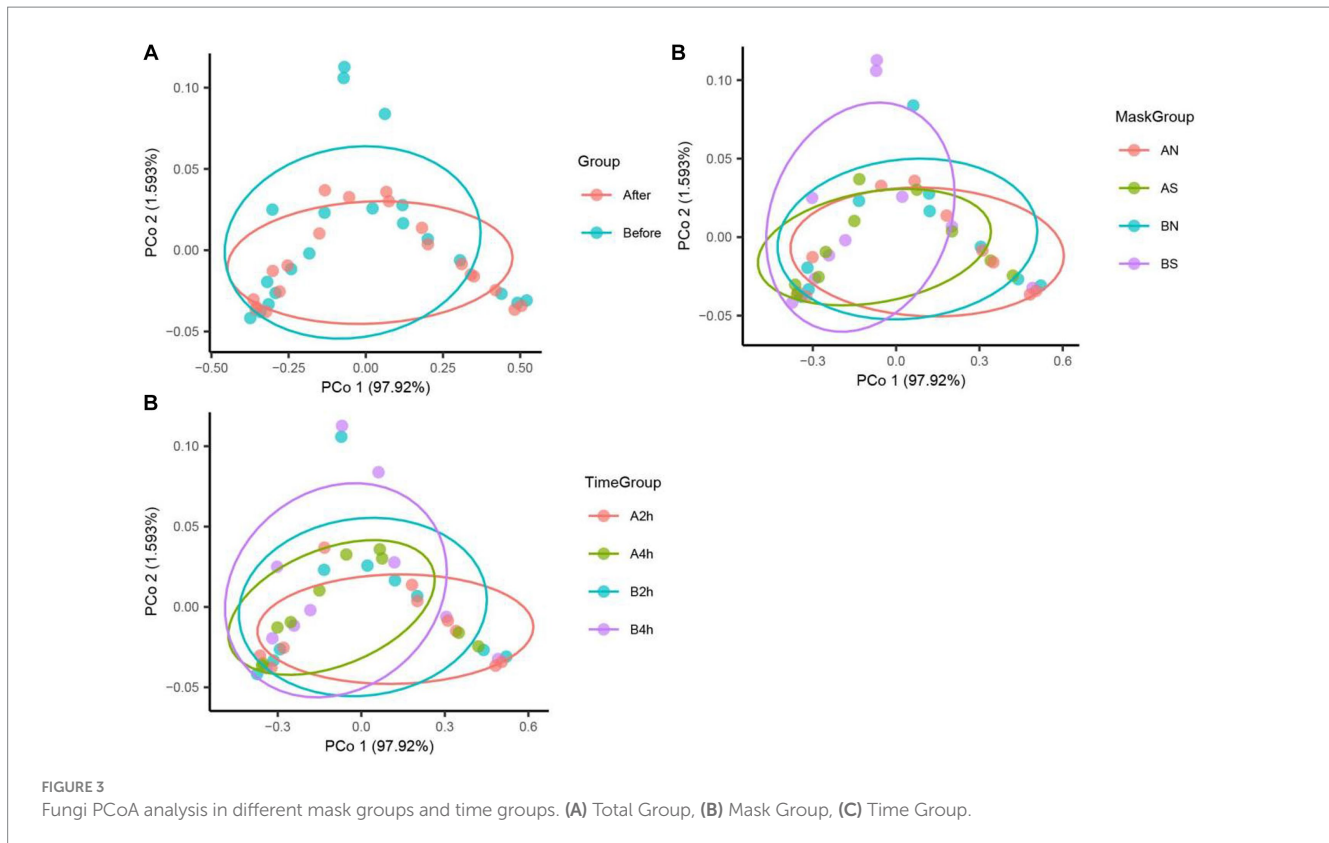 A
PCo 2 (1.593%)
0.10
0.05
0.00
−0.05
−0.50
−0.25
0.00
0.25
0.50
PCo 1 (97.92%)
Group
After
Before
B
PCo 2 (1.593%)
0.10
0.05
0.00
−0.05
−0.3
0.0
0.3
0.6
PCo 1 (97.92%)
MaskGroup
AN
AS
BN
BS
B
PCo 2 (1.593%)
0.10
0.05
0.00
−0.05
−0.3
0.0
0.3
0.6
PCo 1 (97.92%)
TimeGroup
A2h
A4h
B2h
B4h
FIGURE 3
Fungi PCoA analysis in different mask groups and time groups. (A) Total Group, (B) Mask Group, (C) Time Group.